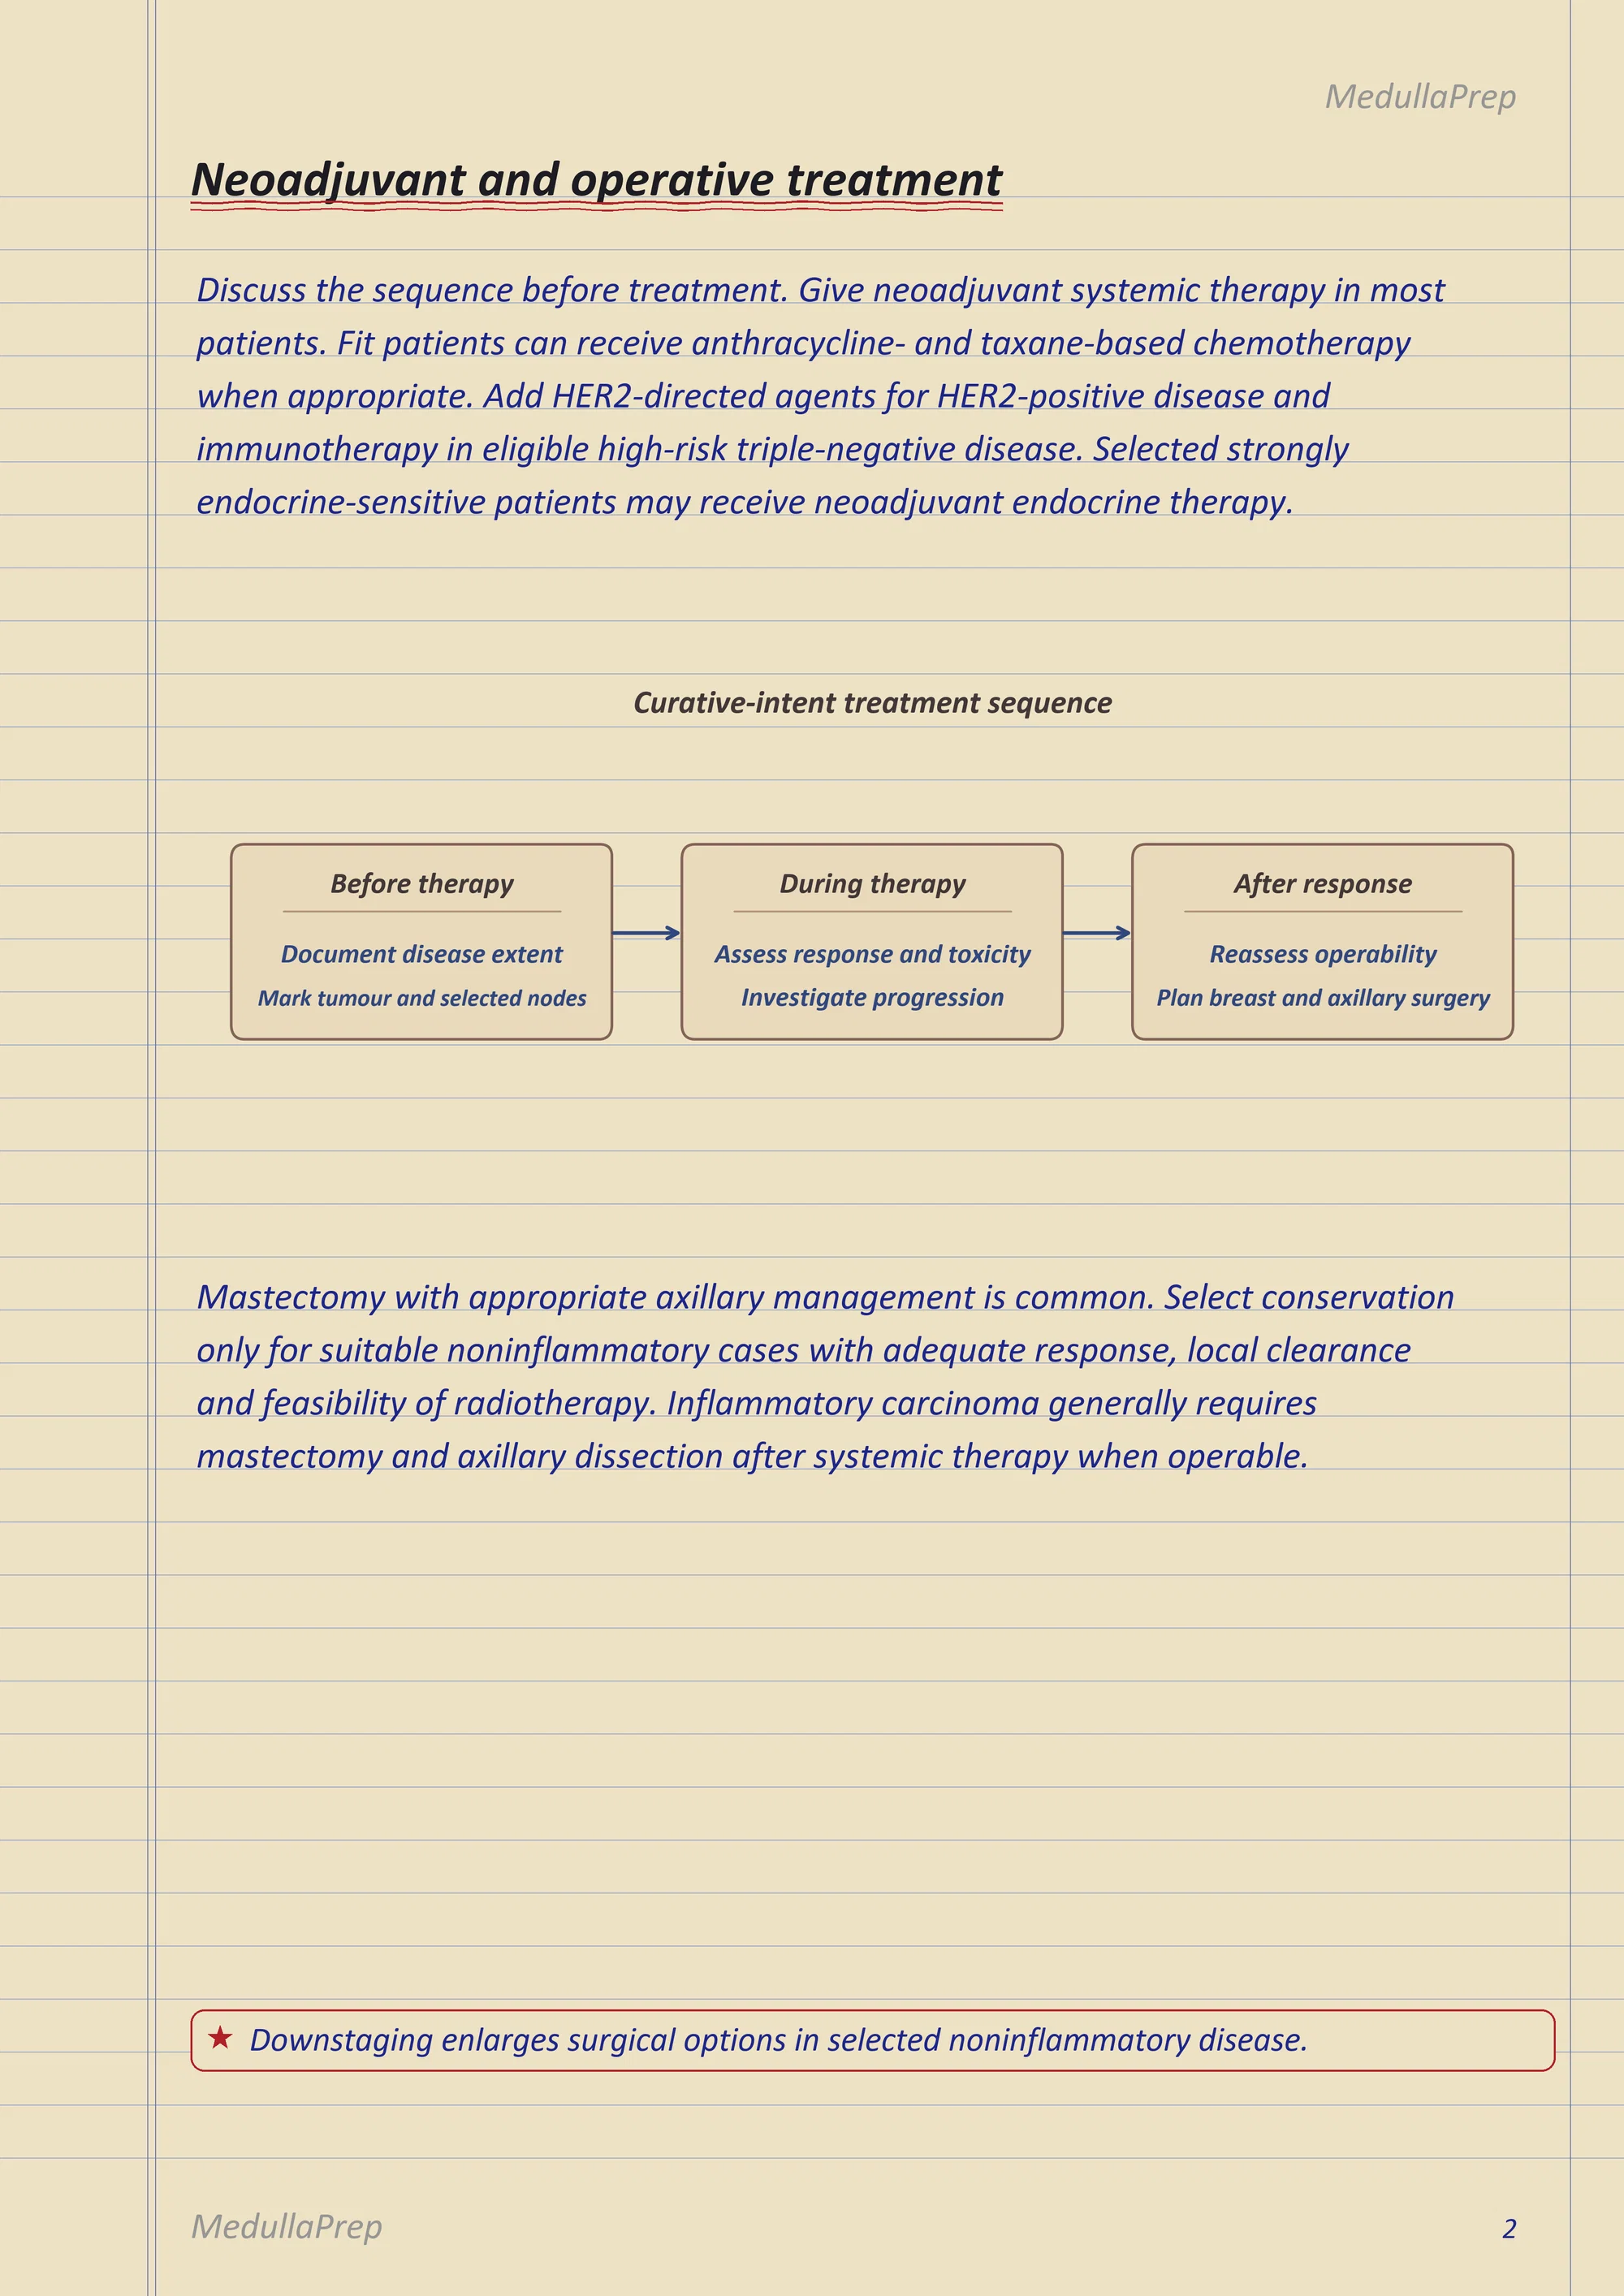 MedullaPrep
Neoadjuvant and operative treatment
Discuss the sequence before treatment. Give neoadjuvant systemic therapy in most
patients. Fit patients can receive anthracycline- and taxane-based chemotherapy
when appropriate. Add HER2-directed agents for HER2-positive disease and
immunotherapy in eligible high-risk triple-negative disease. Selected strongly
endocrine-sensitive patients may receive neoadjuvant endocrine therapy.
Curative-intent treatment sequence
Before therapy
Document disease extent
Mark tumour and selected nodes
During therapy
Assess response and toxicity
Investigate progression
After response
Reassess operability
Plan breast and axillary surgery
Mastectomy with appropriate axillary management is common. Select conservation
only for suitable noninflammatory cases with adequate response, local clearance
and feasibility of radiotherapy. Inflammatory carcinoma generally requires
mastectomy and axillary dissection after systemic therapy when operable.
★ Downstaging enlarges surgical options in selected noninflammatory disease.
MedullaPrep
2